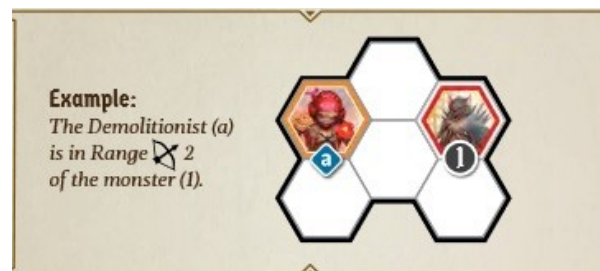 Example:
The Demolitionist (a)
is in Range 2
of the monster (1).
a
1